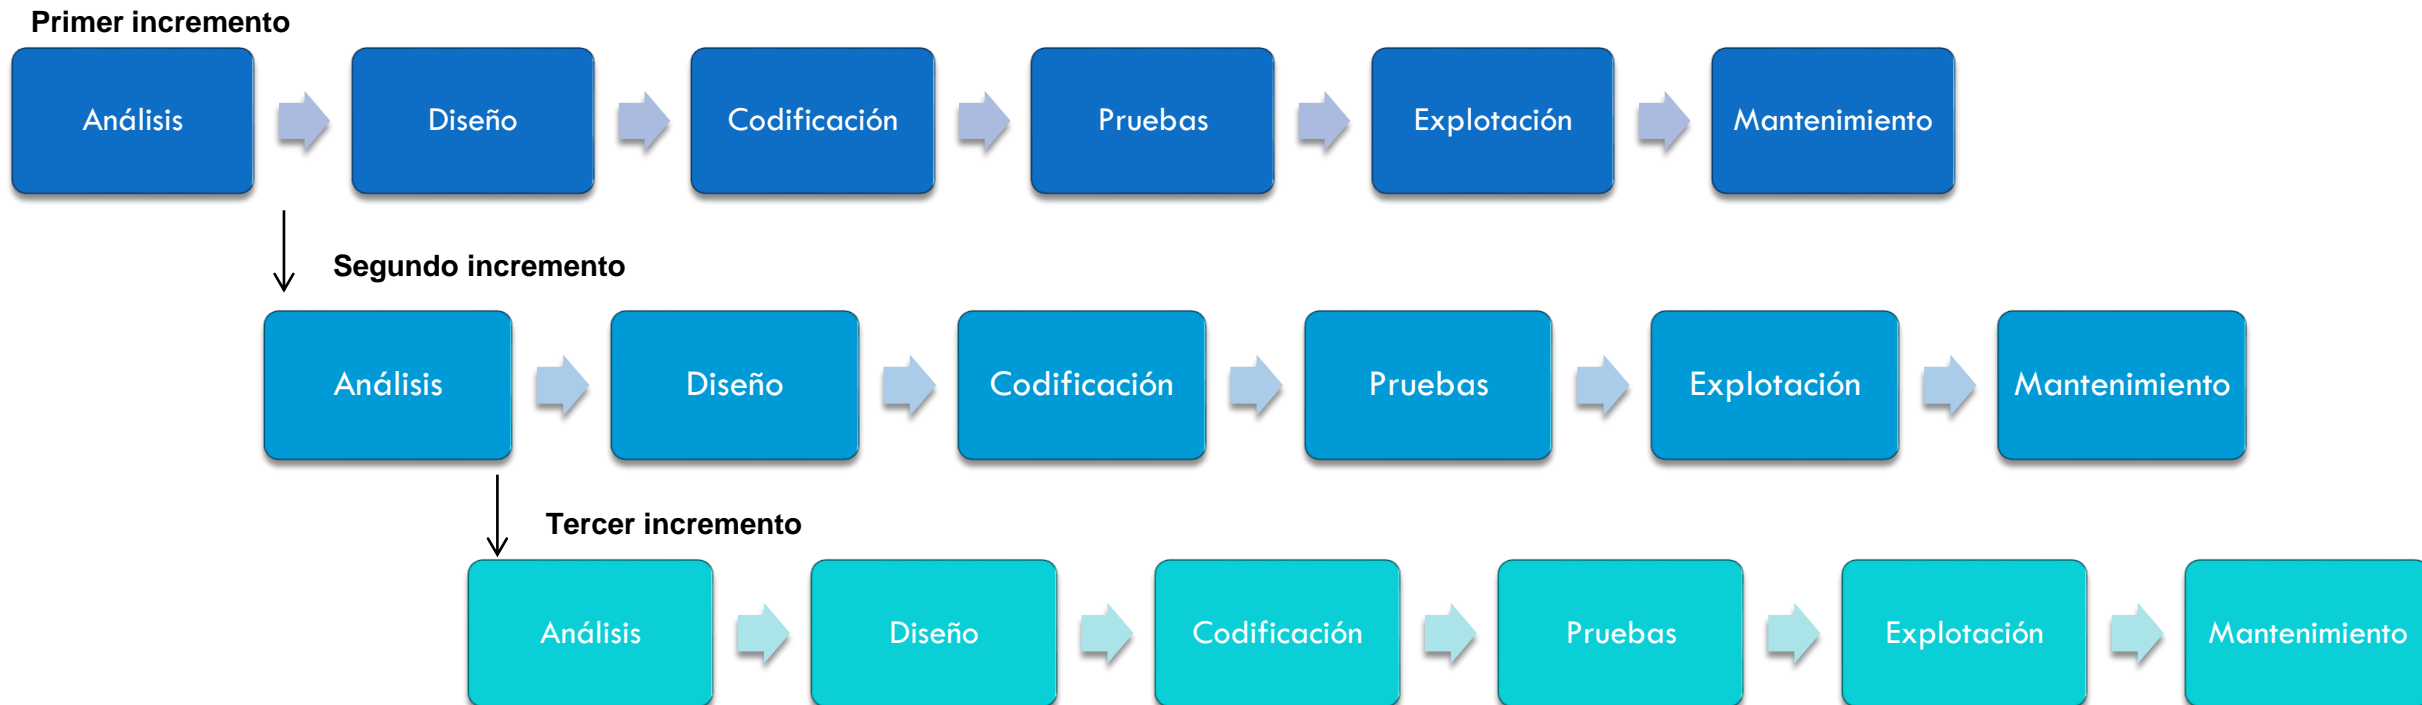 Primer incremento
Análisis
Diseño
Codificación
Pruebas
Explotación
Mantenimiento
Segundo incremento
Análisis
Diseño
Codificación
Pruebas
Explotación
Mantenimiento
Tercer incremento
Análisis
Diseño
Codificación
Pruebas
Explotación
Mantenimiento